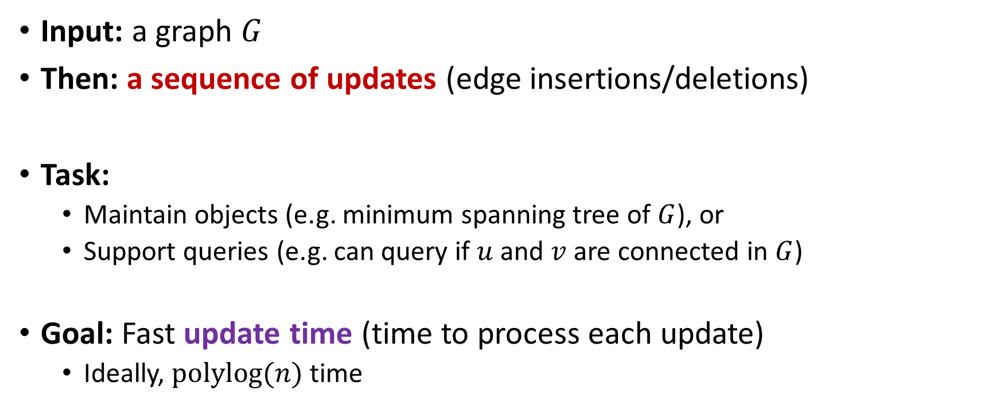 • Input: a graph G
• Then: a sequence of updates (edge insertions/deletions)
• Task:
• Maintain objects (e.g. minimum spanning tree of G), or
• Support queries (e.g. can query if u and v are connected in G)
• Goal: Fast update time (time to process each update)
• Ideally, polylog(n) time